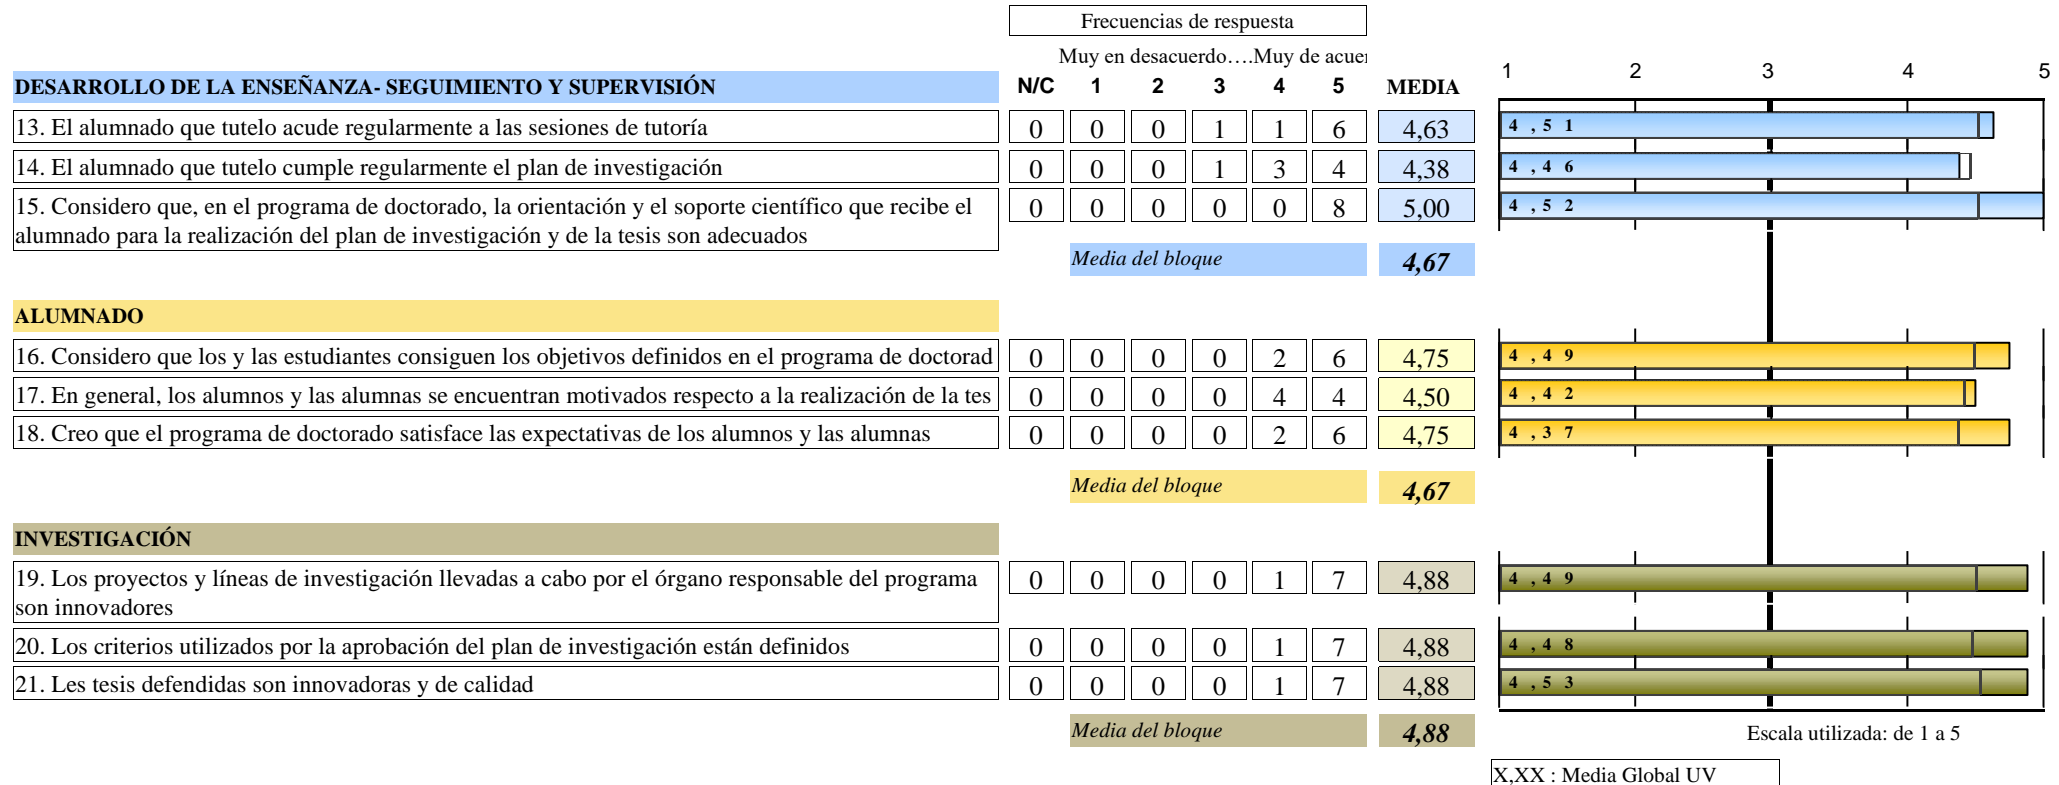 Frecuencias de respuesta
Muy en desacuerdo….Muy de acuer
DESARROLLO DE LA ENSEÑANZA- SEGUIMIENTO Y SUPERVISIÓN N/C 1 2 3 4 5 MEDIA 1 2 3 4 5
13. El alumnado que tutelo acude regularmente a las sesiones de tutoría 0 0 0 1 1 6 4,63 4,51
14. El alumnado que tutelo cumple regularmente el plan de investigación 0 0 0 1 3 4 4,38 4,46
15. Considero que, en el programa de doctorado, la orientación y el soporte científico que recibe el 0 0 0 0 0 8 5,00 4,52
alumnado para la realización del plan de investigación y de la tesis son adecuados
Media del bloque 4,67
ALUMNADO
16. Considero que los y las estudiantes consiguen los objetivos definidos en el programa de doctorad 0 0 0 0 2 6 4,75 4,49
17. En general, los alumnos y las alumnas se encuentran motivados respecto a la realización de la tes 0 0 0 0 4 4 4,50 4,42
18. Creo que el programa de doctorado satisface las expectativas de los alumnos y las alumnas 0 0 0 0 2 6 4,75 4,37
Media del bloque 4,67
INVESTIGACIÓN
19. Los proyectos y líneas de investigación llevadas a cabo por el órgano responsable del programa 0 0 0 0 1 7 4,88 4,49
son innovadores
20. Los criterios utilizados por la aprobación del plan de investigación están definidos 0 0 0 0 1 7 4,88 4,48
21. Les tesis defendidas son innovadoras y de calidad 0 0 0 0 1 7 4,88 4,53
Media del bloque 4,88
Escala utilizada: de 1 a 5
X,XX : Media Global UV